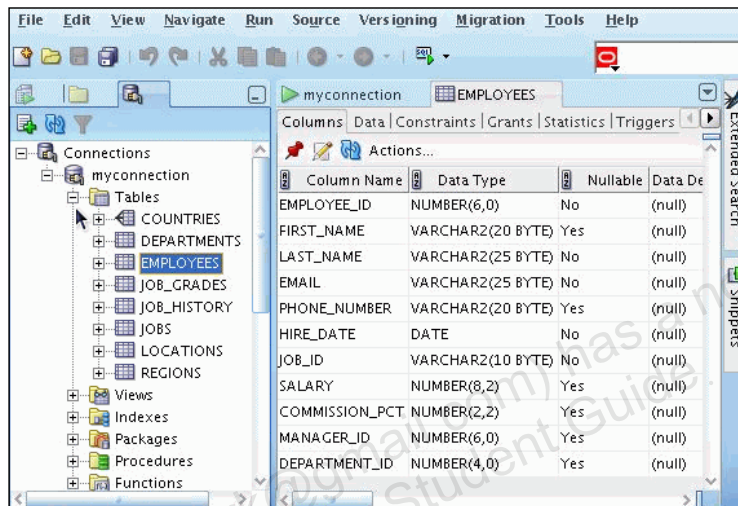 File Edit View Navigate Run Source Versioning Migration Tools Help
myconnection EMPLOYEES
Columns Data Constraints Grants Statistics Triggers
Actions...
Column Name Data Type Nullable Data De
EMPLOYEE_ID NUMBER(6,0) No (null)
FIRST_NAME VARCHAR2(20 BYTE) Yes (null)
LAST_NAME VARCHAR2(25 BYTE) No (null)
EMAIL VARCHAR2(25 BYTE) No (null)
PHONE_NUMBER VARCHAR2(20 BYTE) Yes (null)
HIRE_DATE DATE No (null)
JOB_ID VARCHAR2(10 BYTE) No (null)
SALARY NUMBER(8,2) Yes (null)
COMMISSION_PCT NUMBER(2,2) Yes (null)
MANAGER_ID NUMBER(6,0) Yes (null)
DEPARTMENT_ID NUMBER(4,0) Yes (null)
Connections
myconnection
Tables
COUNTRIES
DEPARTMENTS
EMPLOYEES
JOB_GRADES
JOB_HISTORY
JOBS
LOCATIONS
REGIONS
Views
Indexes
Packages
Procedures
Functions
Extended Search
Snippets
@gmail.com) has a
Student Guide.